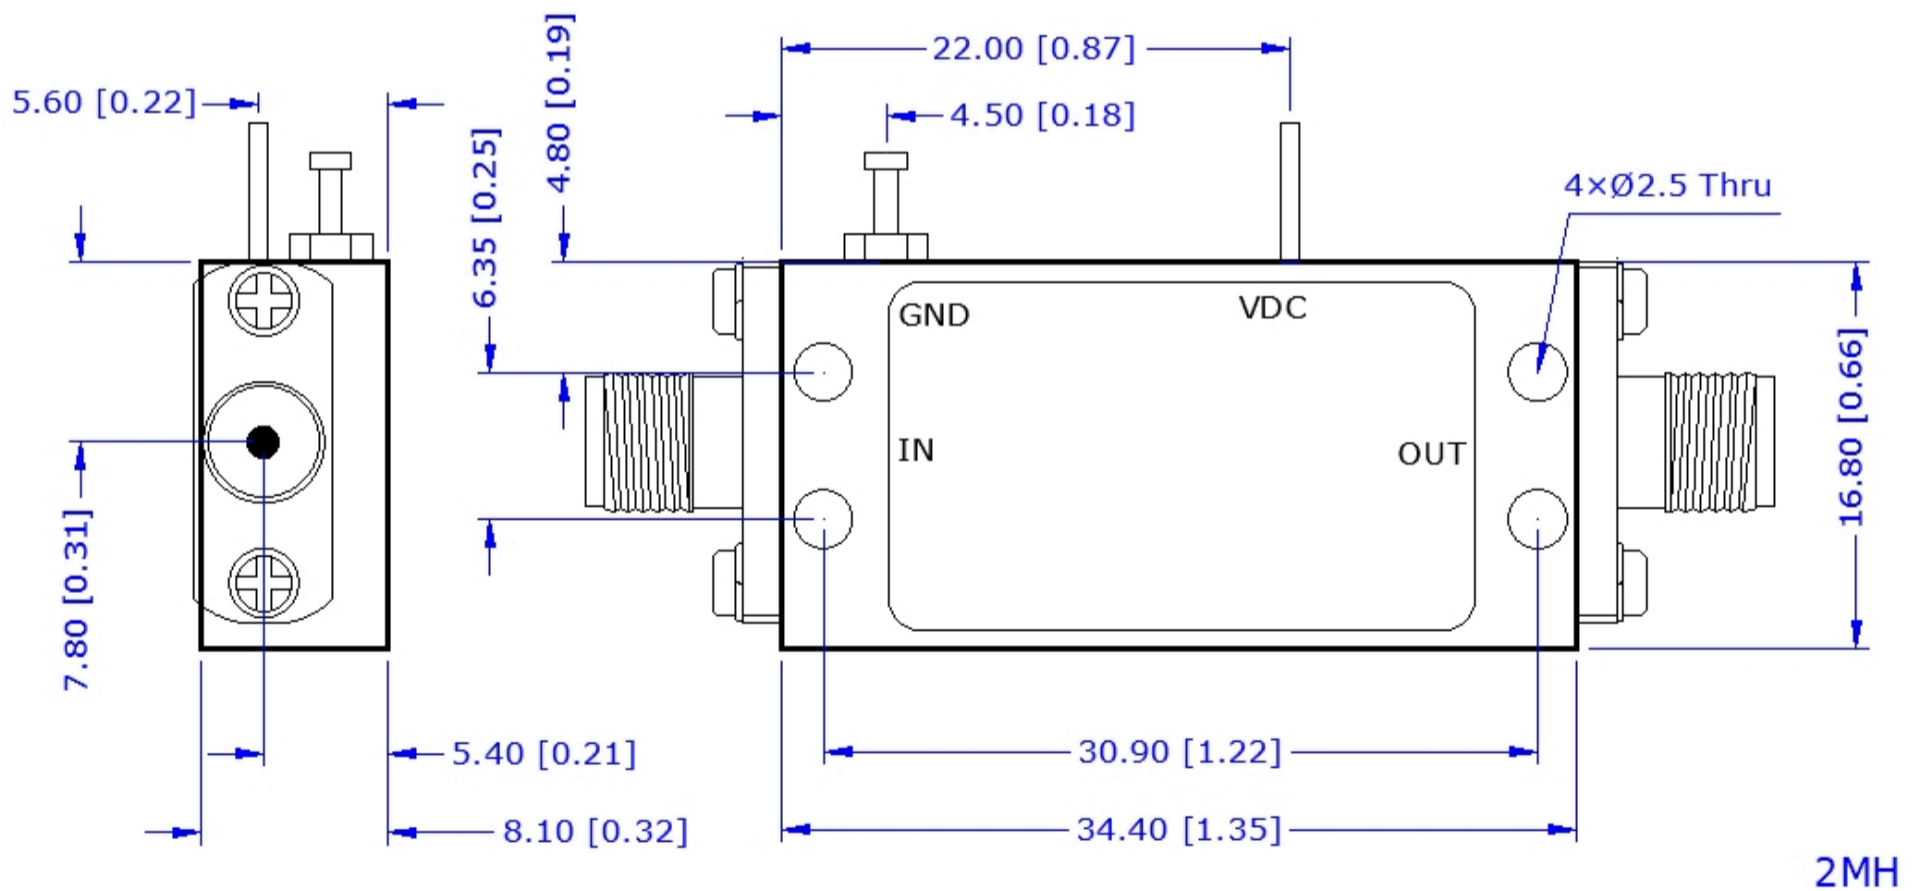 22.00 [0.87]
5.60 [0.22]
4.80 [0.19]
4.50 [0.18]
6.35 [0.25]
4×Ø2.5 Thru
GND
VDC
16.80 [0.66]
IN
OUT
7.80 [0.31]
5.40 [0.21]
30.90 [1.22]
8.10 [0.32]
34.40 [1.35]
2MH